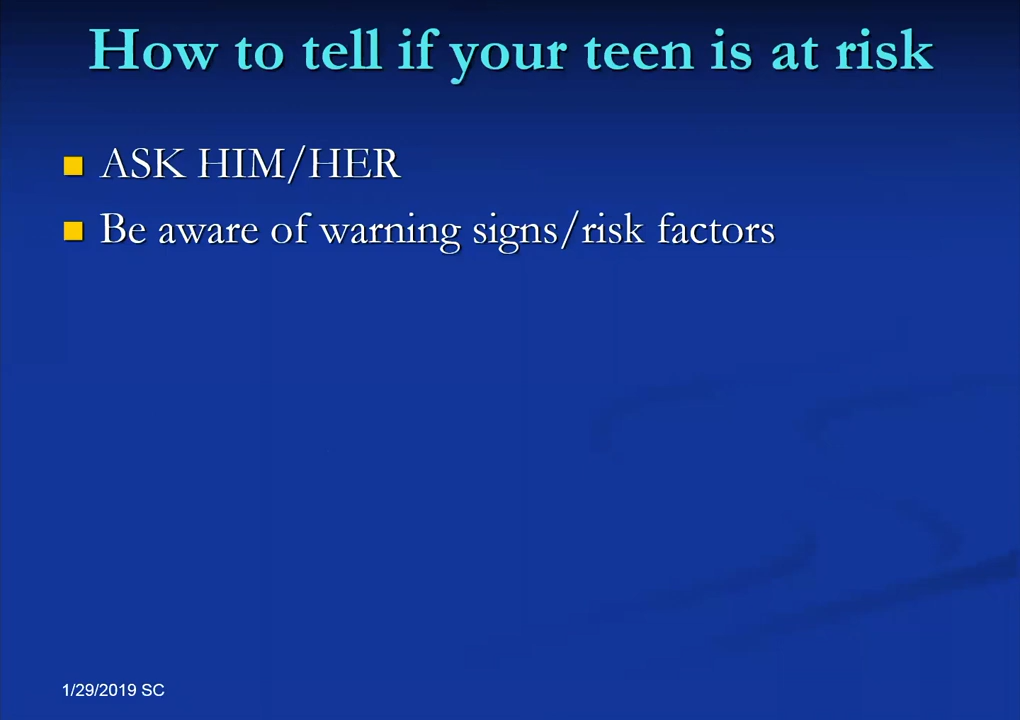 How to tell if your teen is at risk
ASK HIM/HER
Be aware of warning signs/risk factors
1/29/2019 SC